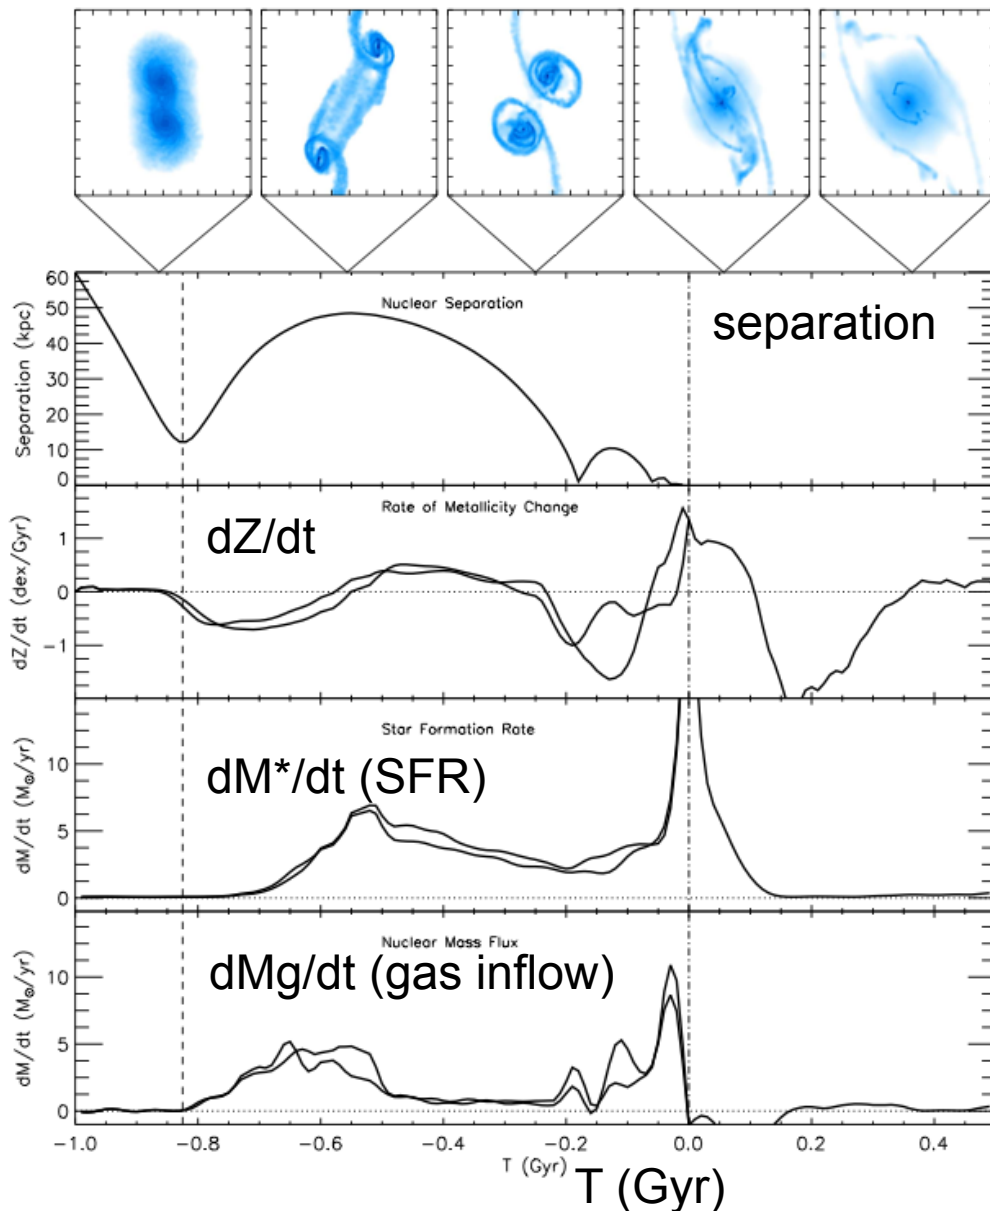 60
50
40
30
20
10
0
Separation (kpc)
Nuclear Separation
separation
1
0
−1
dZ/dt (dex/Gyr)
Rate of Metallicity Change
dZ/dt
10
5
0
dM/dt (M⊙/yr)
Star Formation Rate
dM*/dt (SFR)
10
5
0
dM/dt (M⊙/yr)
Nuclear Mass Flux
dMg/dt (gas inflow)
−1.0 −0.8 −0.6 −0.4 −0.2 0.0 0.2 0.4
T (Gyr)
T (Gyr)